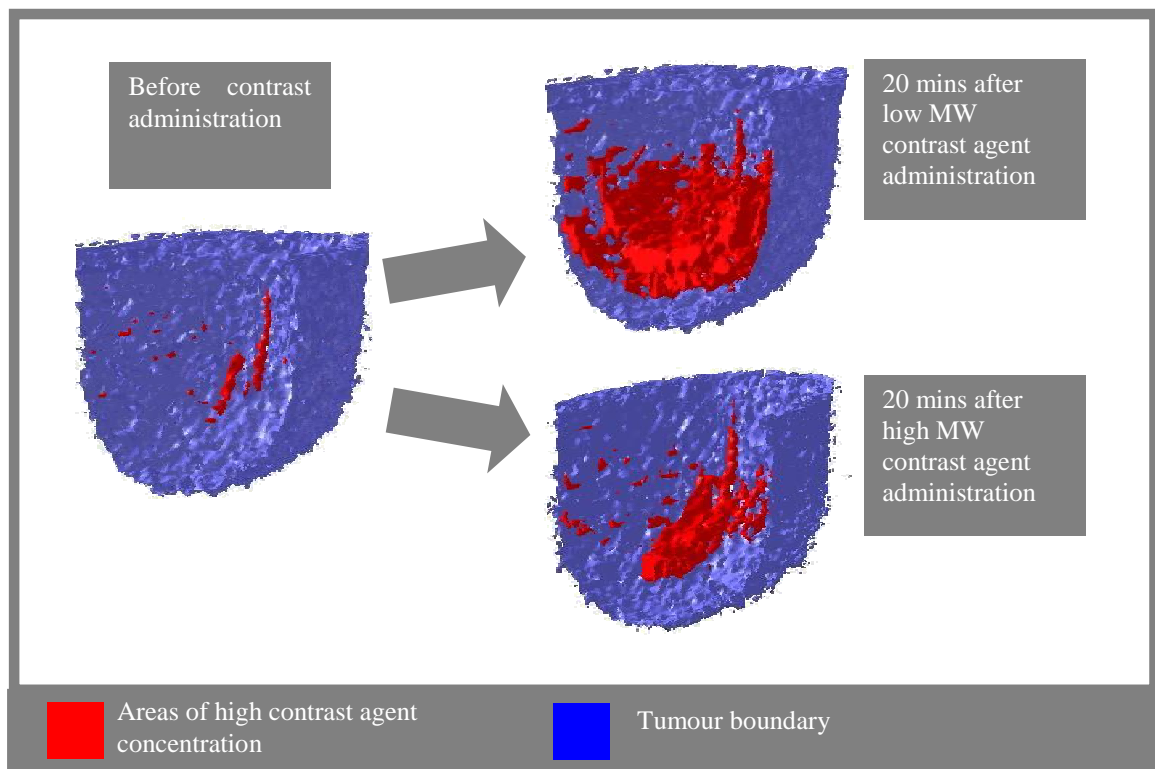 Before contrast
administration
20 mins after
low MW
contrast agent
administration
20 mins after
high MW
contrast agent
administration
Areas of high contrast agent
concentration
Tumour boundary